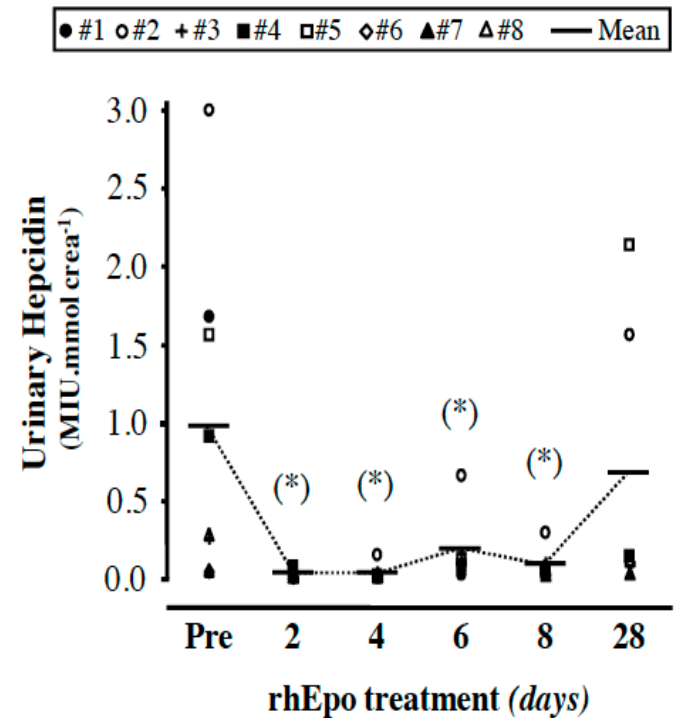 #1 #2 #3 #4 #5 #6 #7 #8 Mean
Urinary Hepcidin
(MIU.mmol crea⁻¹)
3.0
2.5
2.0
1.5
1.0
0.5
0.0
(*) (*) (*) (*)
Pre 2 4 6 8 28
rhEpo treatment (days)